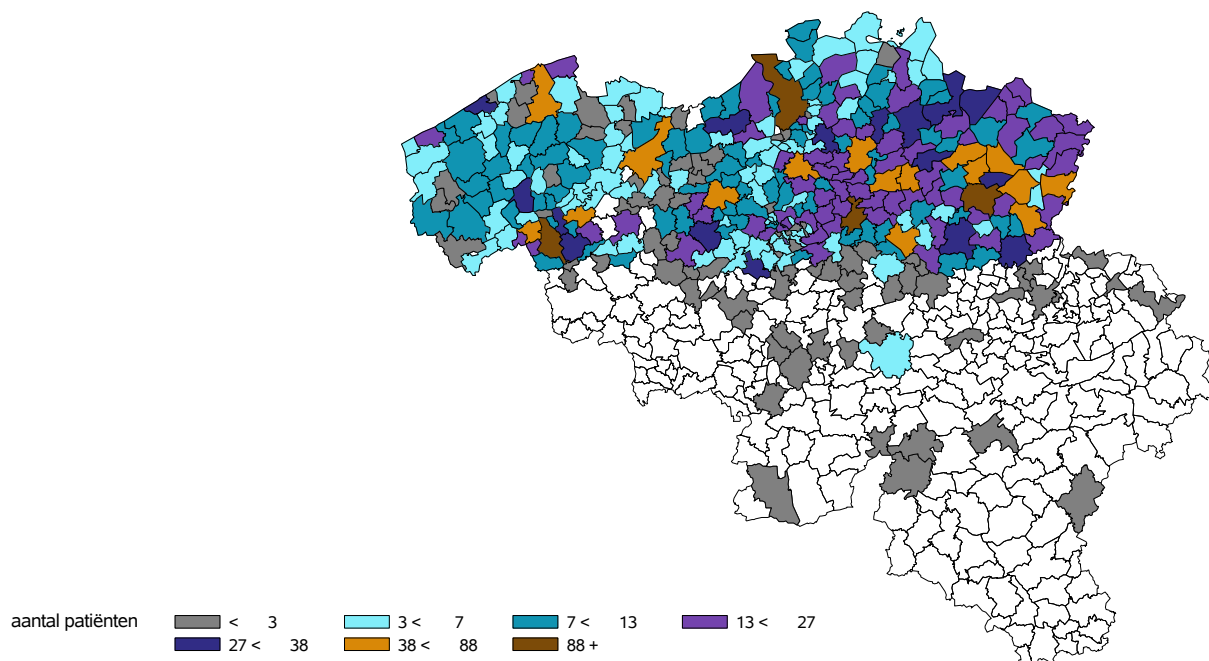 aantal patiënten < 3 3 < 7 7 < 13 13 < 27
27 < 38 38 < 88 88 +